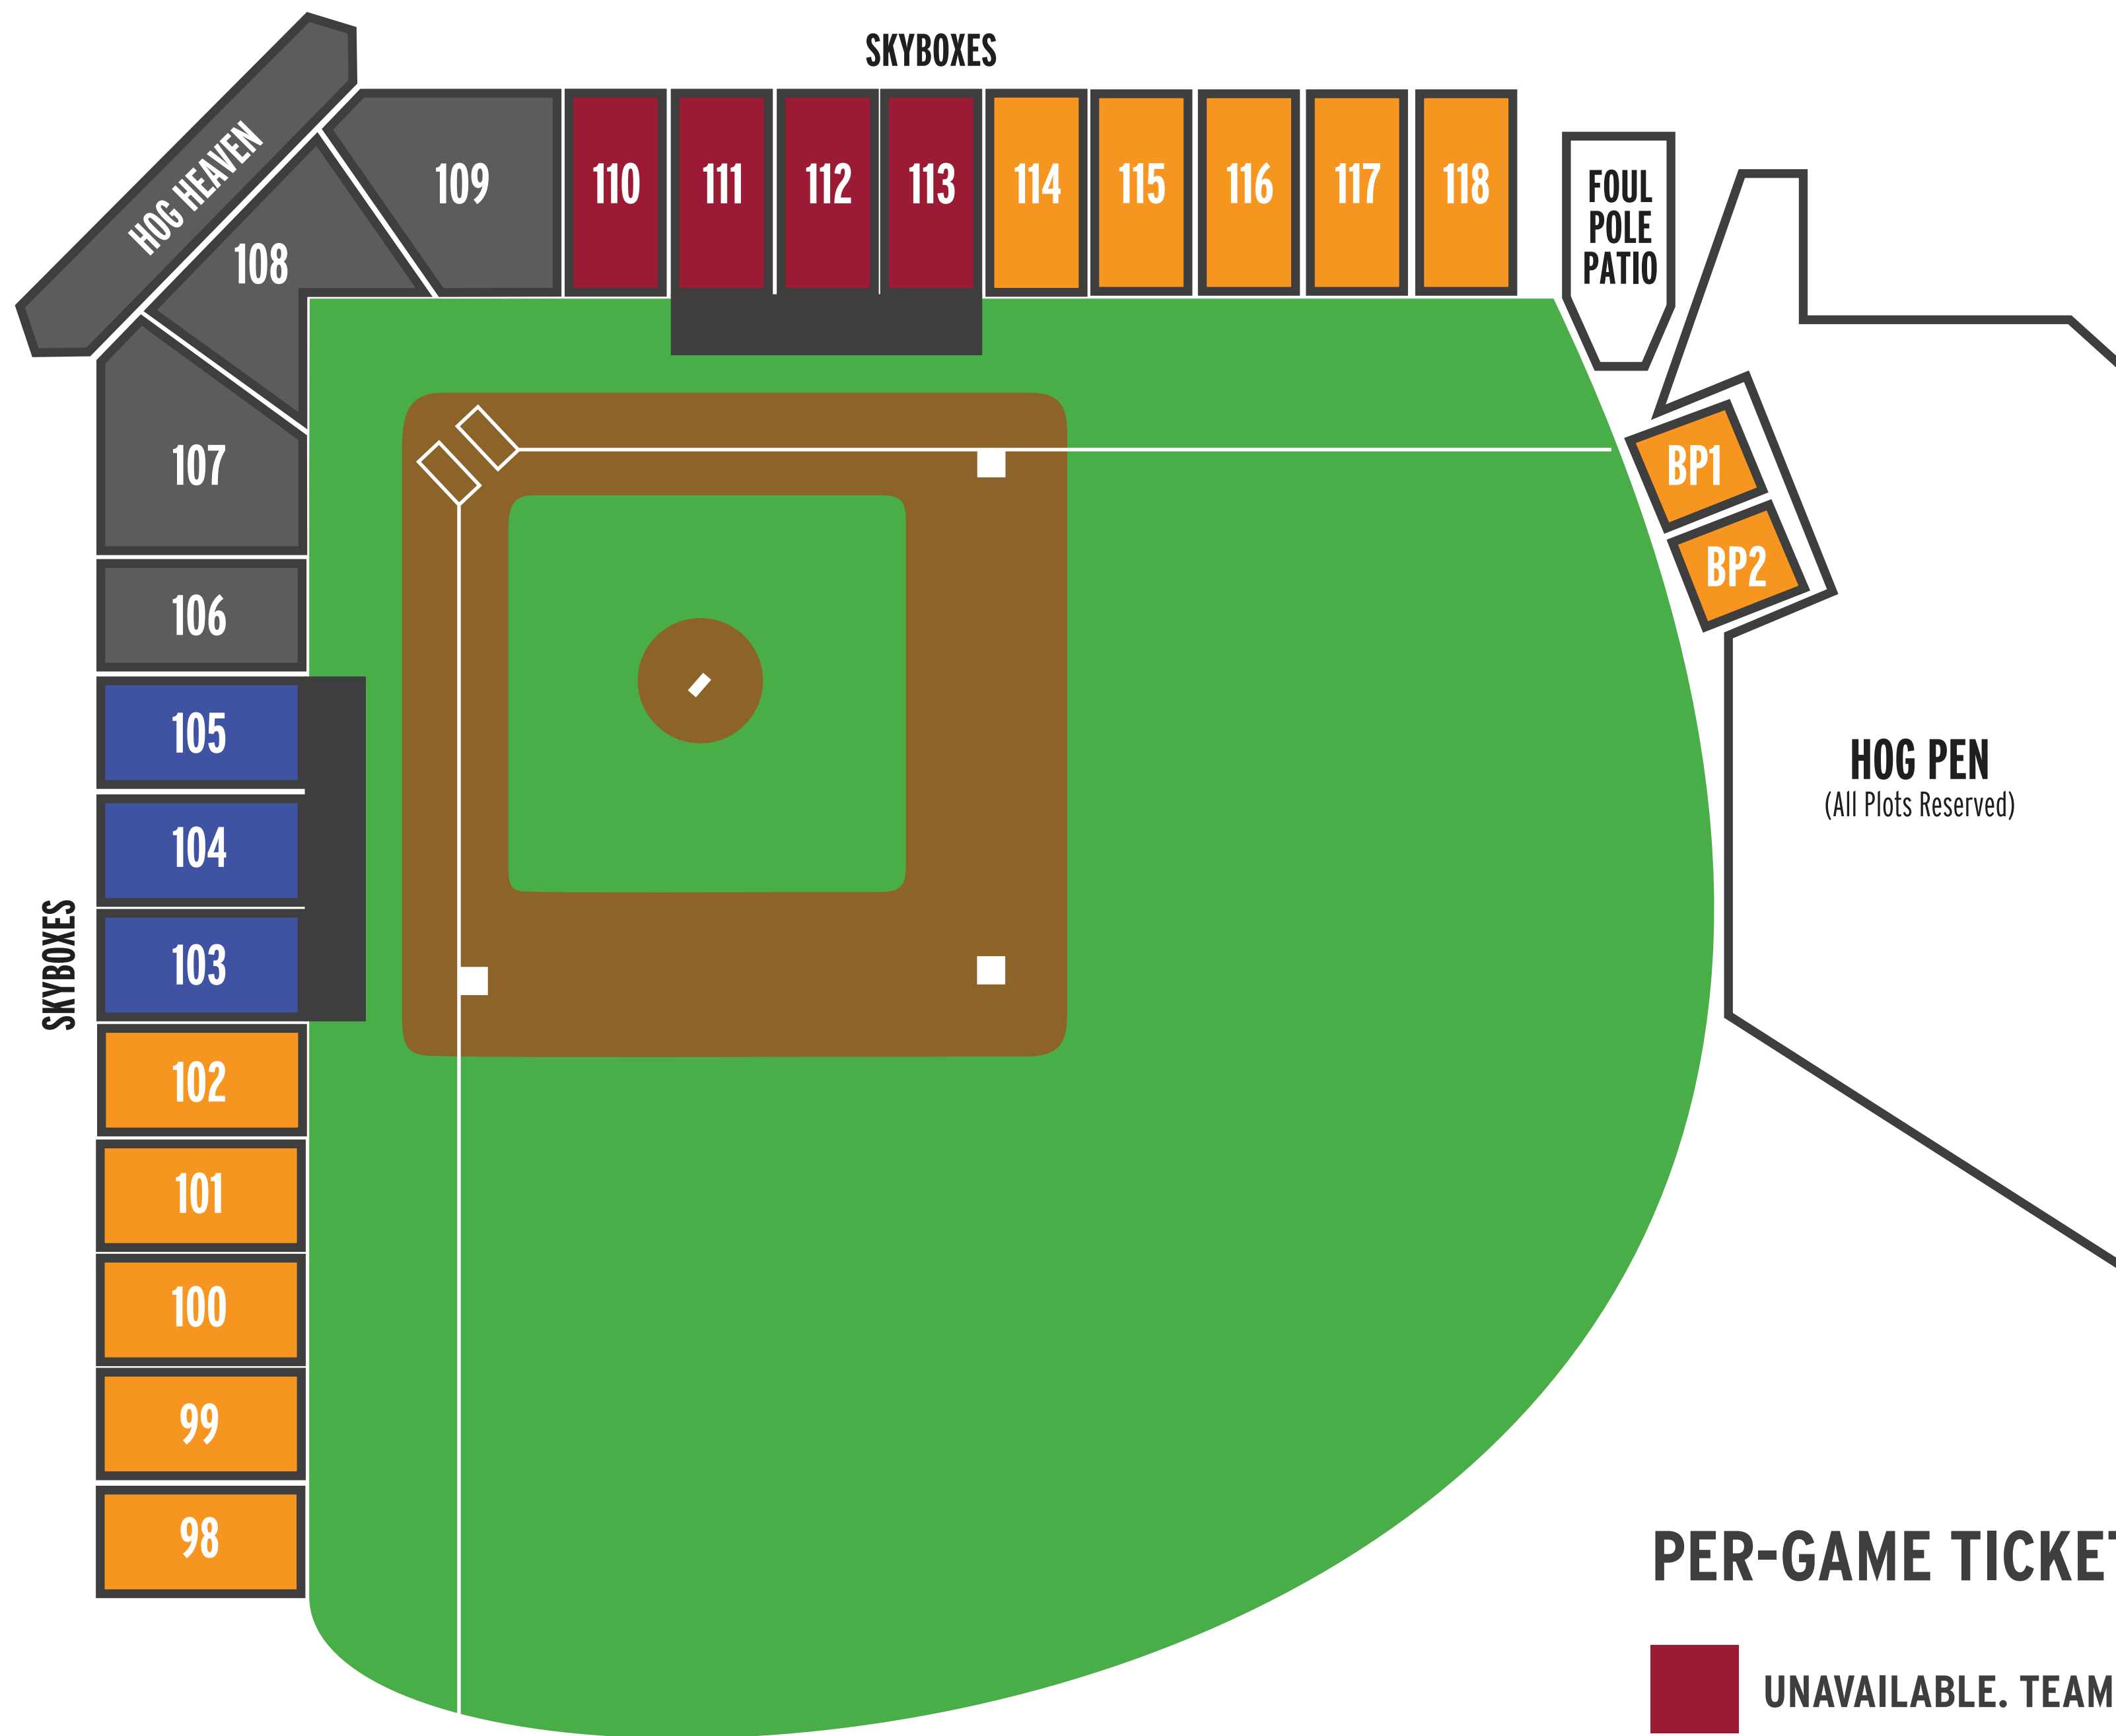 SKYBOXES
HOG HEAVEN
109
110
111
112
113
114
115
116
117
118
FOUL
POLE
PATIO
108
107
BP1
BP2
106
105
HOG PEN
(All Plots Reserved)
104
103
SKYBOXES
102
101
100
99
98
PER-GAME TICKET
UNAVAILABLE. TEAM